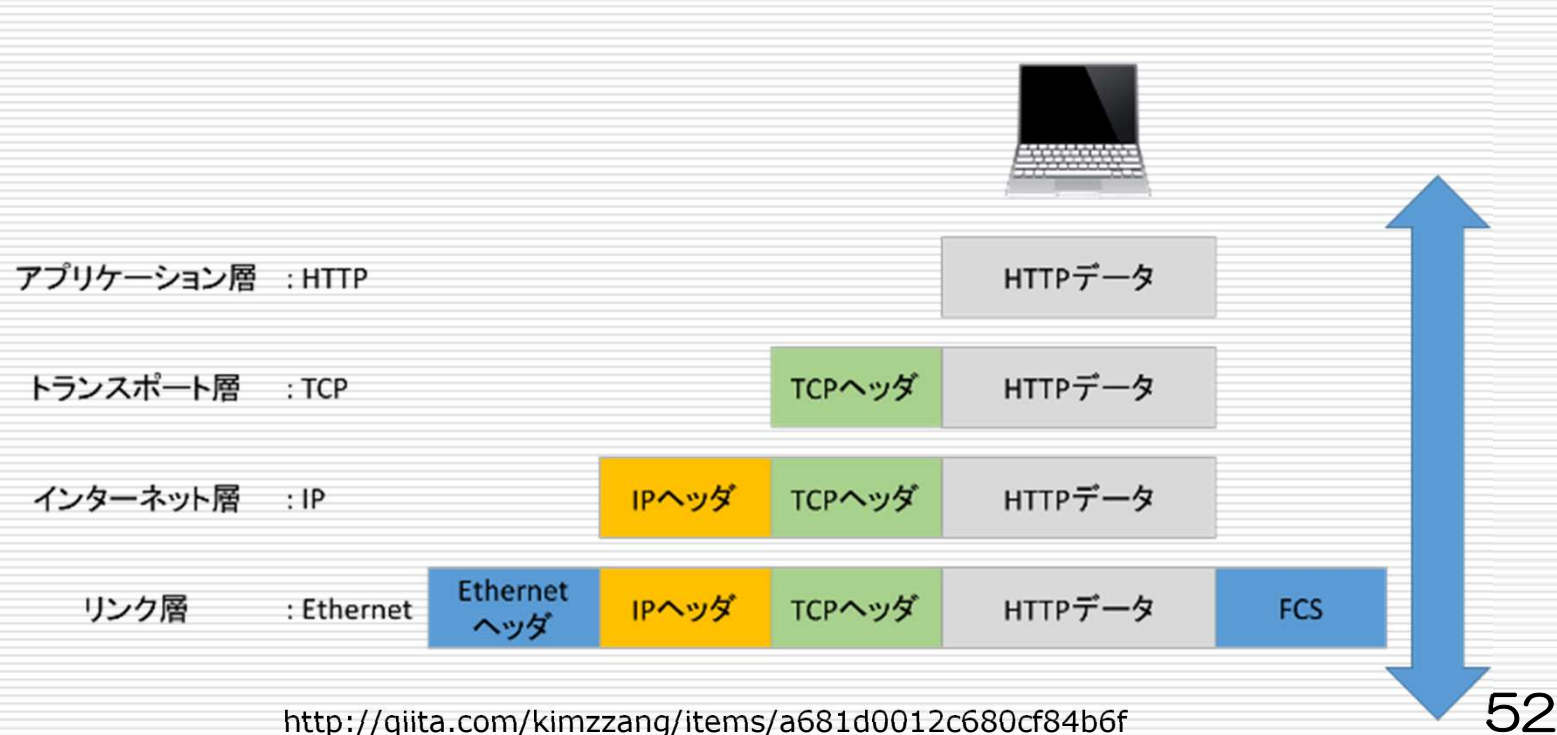 アプリケーション層 : HTTP HTTPデータ
トランスポート層 : TCP TCPヘッダ HTTPデータ
インターネット層 : IP IPヘッダ TCPヘッダ HTTPデータ
リンク層 : Ethernet Ethernet ヘッダ IPヘッダ TCPヘッダ HTTPデータ FCS
http://qiita.com/kimzzang/items/a681d0012c680cf84b6f
52